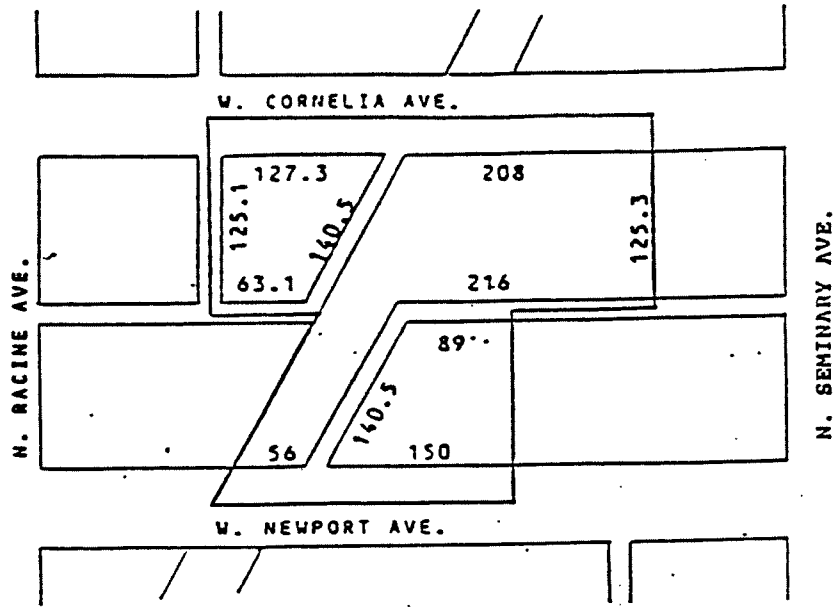 W. CORNELIA AVE.
127.3
208
125.1
140.5
125.3
63.1
216
N. RACINE AVE.
N. SEMINARY AVE.
89
140.5
56
150
W. NEWPORT AVE.